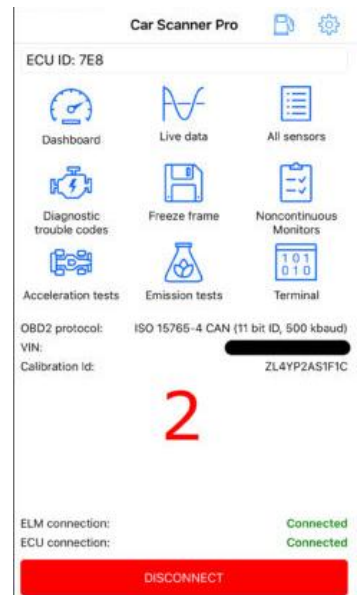 Car Scanner Pro
ECU ID: 7E8
Dashboard
Live data
All sensors
Diagnostic
trouble codes
Freeze frame
Noncontinuous
Monitors
101
010
Acceleration tests
Emission tests
Terminal
OBD2 protocol: ISO 15765-4 CAN (11 bit ID, 500 kbaud)
VIN:
Calibration Id: ZL4YP2AS1F1C
2
ELM connection: Connected
ECU connection: Connected
DISCONNECT